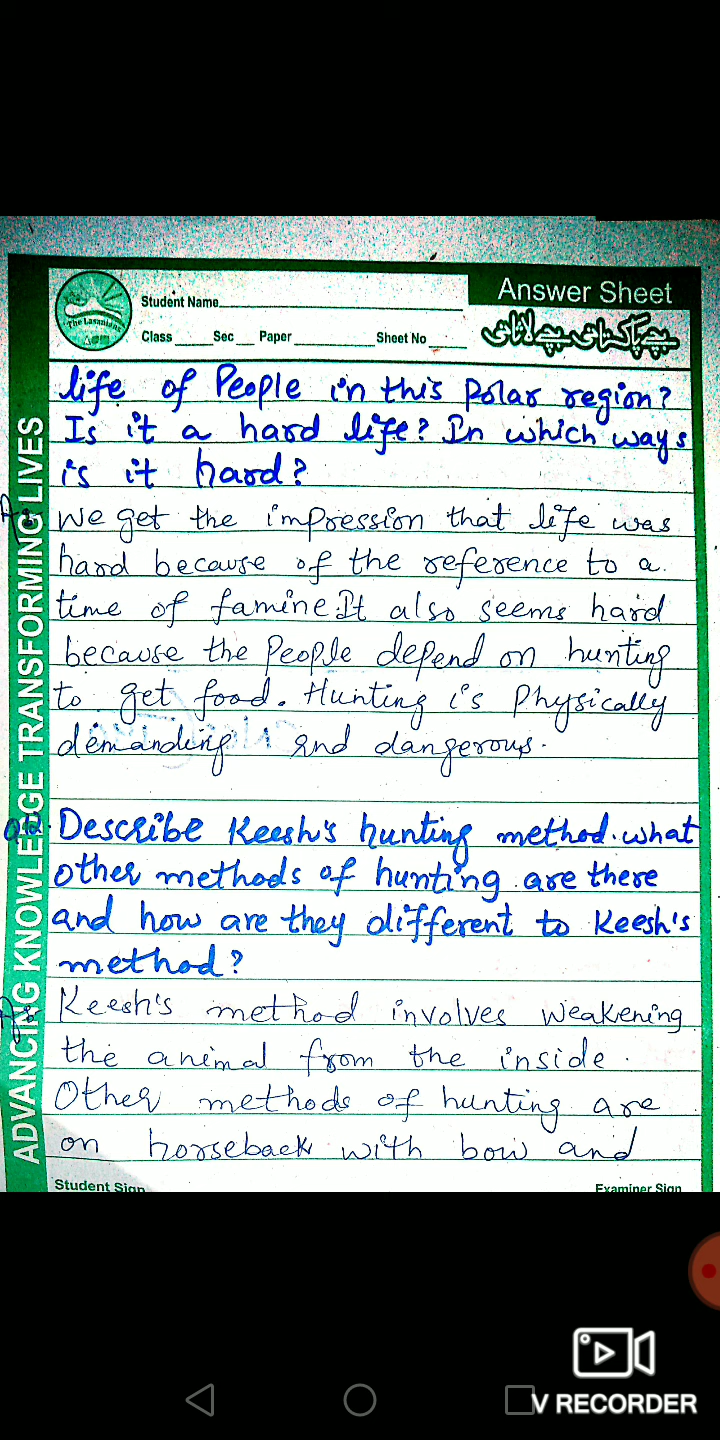 Answer Sheet
Student Name
The Lasanians
Class Sec Paper Sheet No
ADVANCING KNOWLEDGE TRANSFORMING LIVES
life of People in this Polar region?
Is it a hard life? In which ways
is it hard?
We get the impression that life was
hard because of the reference to a
time of famine. It also seems hard
because the People depend on hunting
to get food. Hunting is Physically
demanding and dangerous.
Q2. Describe Keesh's hunting method. what
other methods of hunting are there
and how are they different to Keesh's
method?
Keesh's method involves weakening
the animal from the inside.
Other methods of hunting are
on horseback with bow and
Student Sign Examiner Sign
V RECORDER